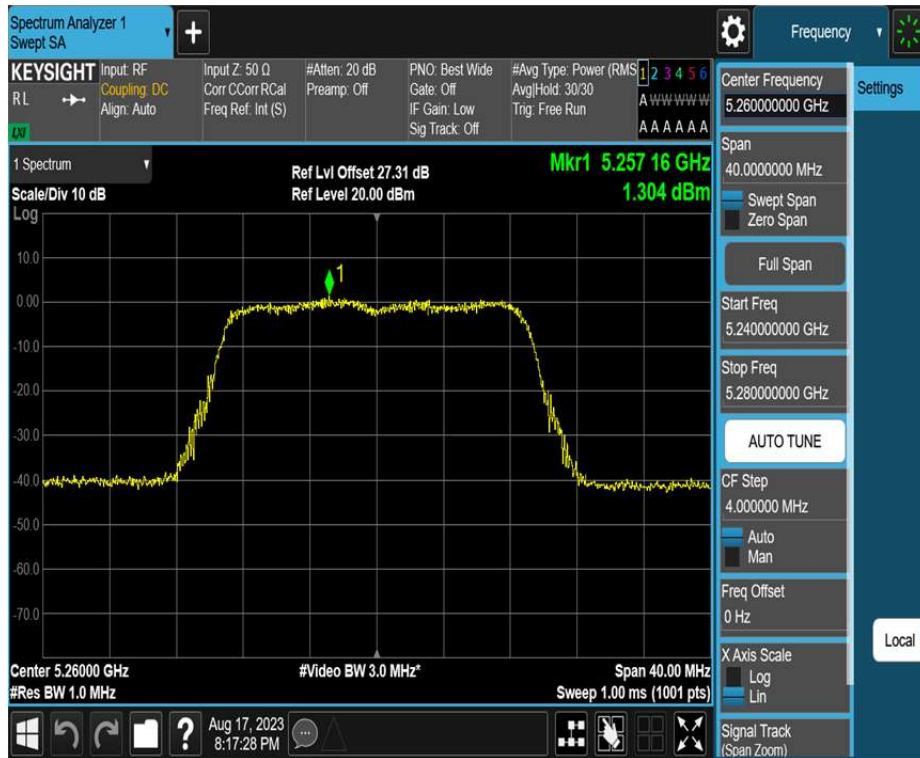 Spectrum Analyzer 1
Swept SA
+
Frequency
KEYSIGHT
RL
LXI
Input: RF
Coupling: DC
Align: Auto
Input Z: 50 Ω
Corr CCorr RCal
Freq Ref: Int (S)
#Atten: 20 dB
Preamp: Off
PNO: Best Wide
Gate: Off
IF Gain: Low
Sig Track: Off
#Avg Type: Power (RMS
Avg|Hold: 30/30
Trig: Free Run
1 2 3 4 5 6
A W W W W W
A A A A A A
1 Spectrum
Scale/Div 10 dB
Log
Ref Lvl Offset 27.31 dB
Ref Level 20.00 dBm
Mkr1 5.257 16 GHz
1.304 dBm
10.0
0.00
-10.0
-20.0
-30.0
-40.0
-50.0
-60.0
-70.0
1
Center 5.26000 GHz
#Res BW 1.0 MHz
#Video BW 3.0 MHz*
Span 40.00 MHz
Sweep 1.00 ms (1001 pts)
?
Aug 17, 2023
8:17:28 PM
Center Frequency
5.260000000 GHz
Span
40.0000000 MHz
Swept Span
Zero Span
Full Span
Start Freq
5.240000000 GHz
Stop Freq
5.280000000 GHz
AUTO TUNE
CF Step
4.000000 MHz
Auto
Man
Freq Offset
0 Hz
X Axis Scale
Log
Lin
Signal Track
(Span Zoom)
Settings
Local